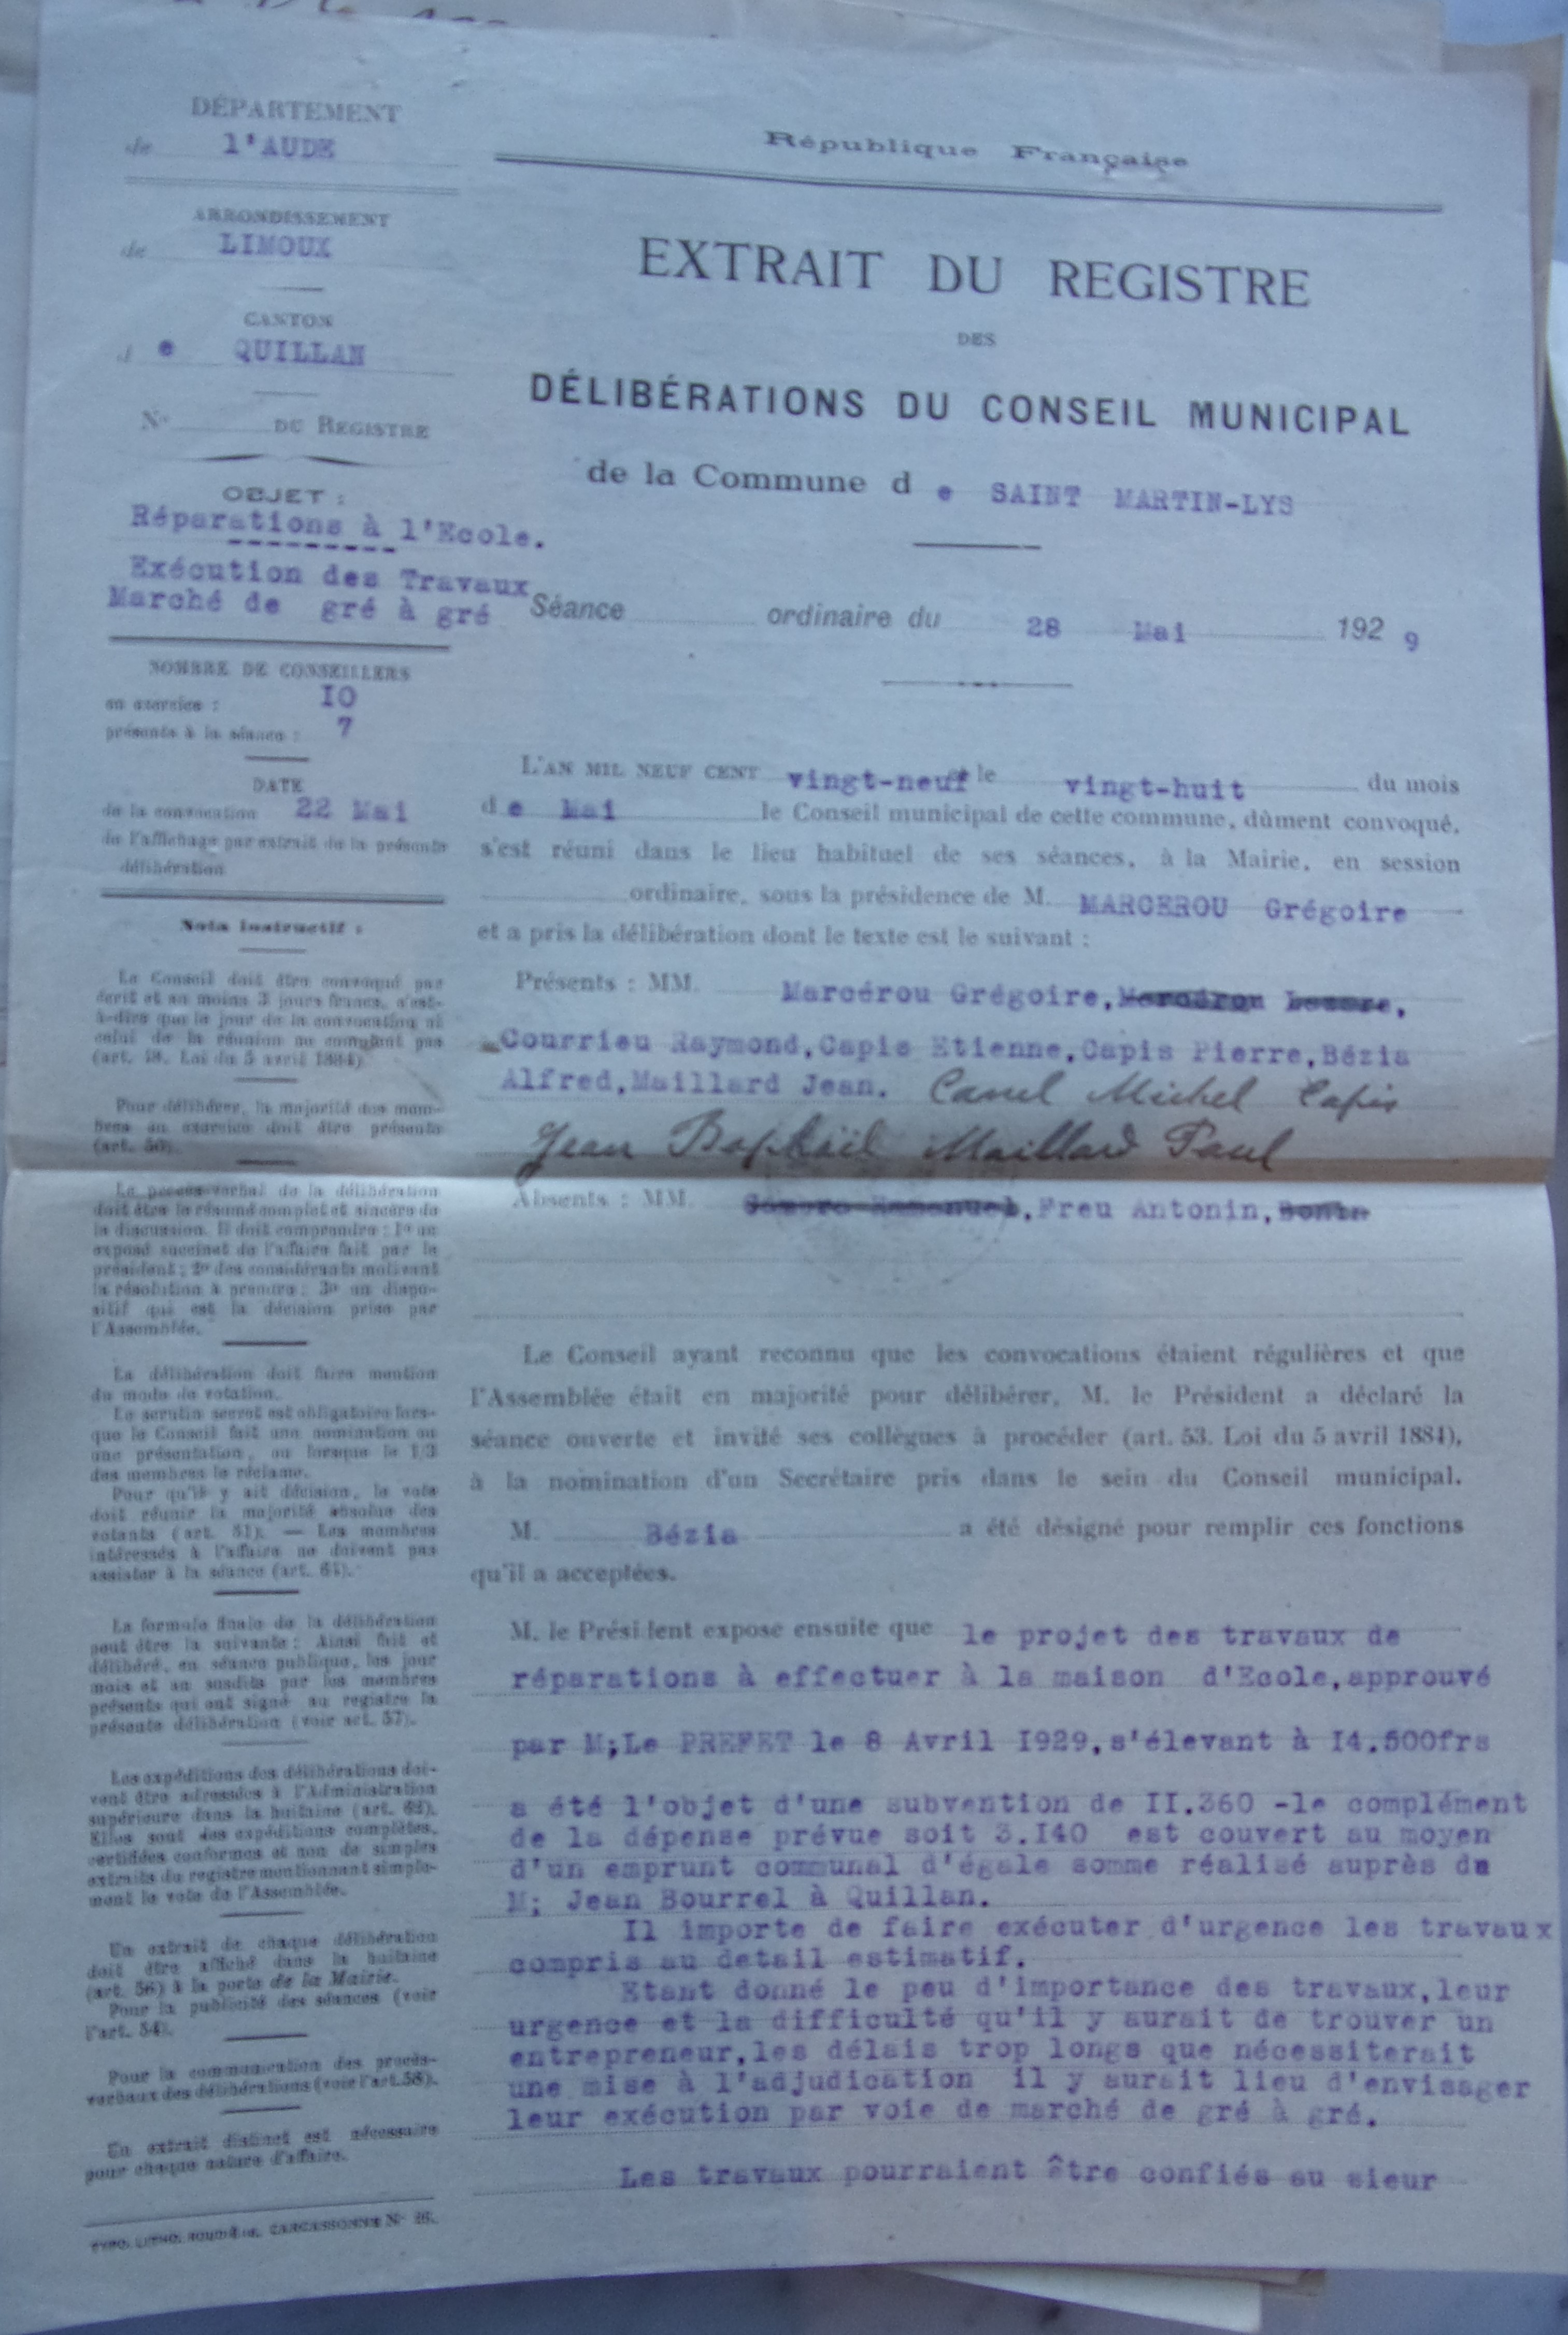 DÉPARTEMENT
de l'AUDE
ARRONDISSEMENT
de LIMOUX
CANTON
d e QUILLAN
N° DU REGISTRE
OBJET :
Réparations à l'Ecole.
Exécution des Travaux
Marché de gré à gré
NOMBRE DE CONSEILLERS
en exercice : I0
présents à la séance : 7
DATE
de la convocation 22 Mai
de l'affichage par extrait de la présente
délibération
Nota instructif :
Le Conseil doit être convoqué par
écrit et au moins 3 jours francs, c'est-
à-dire que le jour de la convocation et
celui de la réunion ne comptent pas
(art. 48. Loi du 5 avril 1884)
Pour délibérer, la majorité des mem-
bres en exercice doit être présente
(art. 50).
Le procès-verbal de la délibération
doit être le résumé complet et sincère de
la discussion. Il doit comprendre : 1° un
exposé succinct de l'affaire fait par le
président ; 2° des considérants motivant
la résolution à prendre ; 3° un dispo-
sitif qui est la décision prise par
l'Assemblée.
La délibération doit faire mention
du mode de votation.
Le scrutin secret est obligatoire lors-
que le Conseil fait une nomination ou
une présentation, ou lorsque le 1/3
des membres le réclame.
Pour qu'il y ait décision, le vote
doit réunir la majorité absolue des
votants (art. 51). — Les membres
intéressés à l'affaire ne doivent pas
assister à la séance (art. 64).
La formule finale de la délibération
peut être la suivante : Ainsi fait et
délibéré, en séance publique, les jour
mois et an susdits par les membres
présents qui ont signé au registre la
présente délibération (voir art. 57).
Les expéditions des délibérations doi-
vent être adressées à l'Administration
supérieure dans la huitaine (art. 62).
Elles sont des expéditions complètes,
certifiées conformes et non de simples
extraits du registre mentionnant simple-
ment le vote de l'Assemblée.
Un extrait de chaque délibération
doit être affiché dans la huitaine
(art. 56) à la porte de la Mairie.
Pour la publicité des séances (voir
l'art. 54).
Pour la communication des procès-
verbaux des délibérations (voir l'art. 58).
Un extrait distinct est nécessaire
pour chaque nature d'affaire.
CARCASSONNE
République Française
EXTRAIT DU REGISTRE
DES
DÉLIBÉRATIONS DU CONSEIL MUNICIPAL
de la Commune d e SAINT MARTIN-LYS
Séance ordinaire du 28 Mai 192 9
L'AN MIL NEUF CENT vingt-neuf et le vingt-huit du mois
d e Mai le Conseil municipal de cette commune, dûment convoqué,
s'est réuni dans le lieu habituel de ses séances, à la Mairie, en session
ordinaire, sous la présidence de M. MARCEROU Grégoire
et a pris la délibération dont le texte est le suivant :
Présents : MM. Marcérou Grégoire,Marcérou
Courrieu Raymond,Capis Etienne,Capis Pierre,Bézia
Alfred,Maillard Jean. Canel Michel Capis
Jean Baphaël Maillard Paul
Absents : MM. Emmanuel,Freu Antonin,
Le Conseil ayant reconnu que les convocations étaient régulières et que
l'Assemblée était en majorité pour délibérer, M. le Président a déclaré la
séance ouverte et invité ses collègues à procéder (art. 53. Loi du 5 avril 1884),
à la nomination d'un Secrétaire pris dans le sein du Conseil municipal.
M. Bézia a été désigné pour remplir ces fonctions
qu'il a acceptées.
M. le Président expose ensuite que le projet des travaux de
réparations à effectuer à la maison d'Ecole,approuvé
par M;Le PREFET le 8 Avril I929,s'élevant à I4.500frs
a été l'objet d'une subvention de II.360 -le complément
de la dépense prévue soit 3.I40 est couvert au moyen
d'un emprunt communal d'égale somme réalisé auprès de
M; Jean Bourrel à Quillan.
Il importe de faire exécuter d'urgence les travaux
compris au detail estimatif.
Etant donné le peu d'importance des travaux,leur
urgence et la difficulté qu'il y aurait de trouver un
entrepreneur,les délais trop longs que nécessiterait
une mise à l'adjudication il y aurait lieu d'envisager
leur exécution par voie de marché de gré à gré.
Les travaux pourraient être confiés au sieur